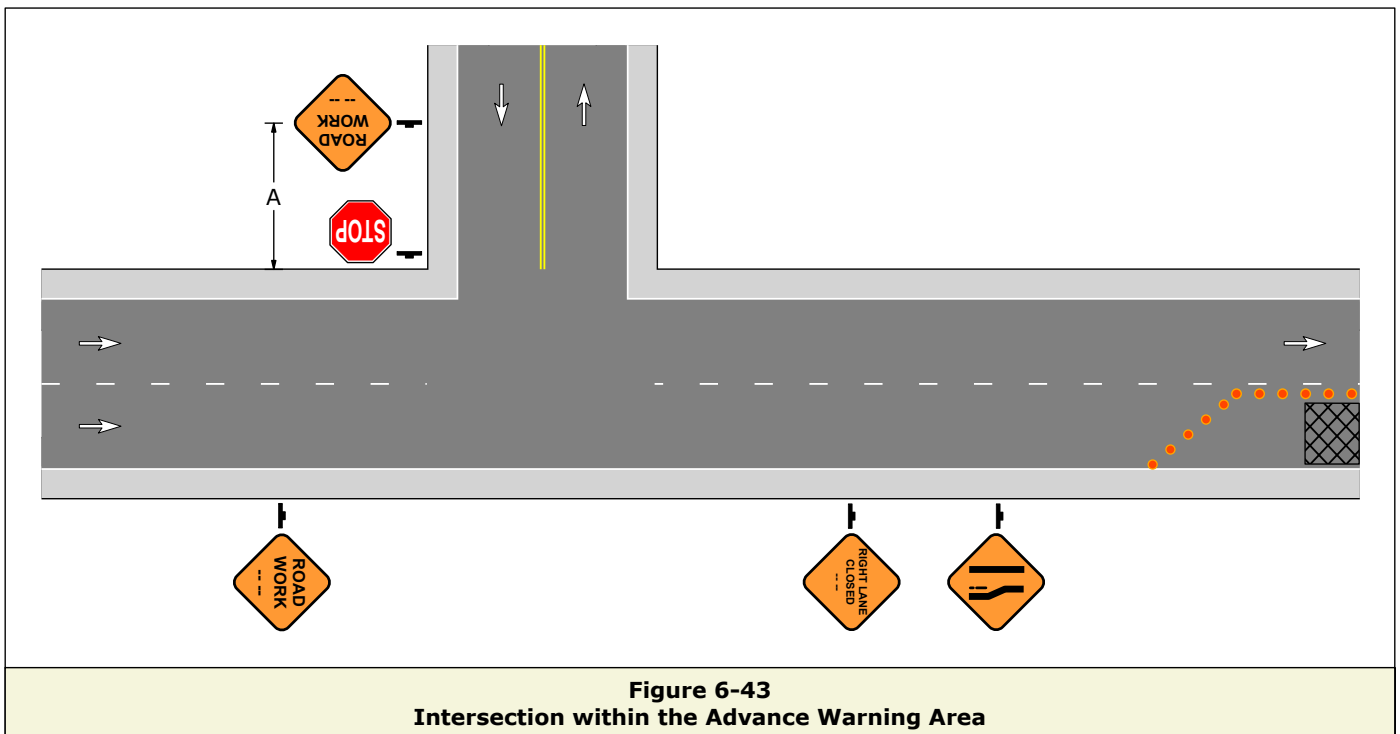 ROAD
WORK
-- --
A
STOP
ROAD
WORK
-- --
RIGHT LANE
CLOSED
-- --
Figure 6-43
Intersection within the Advance Warning Area